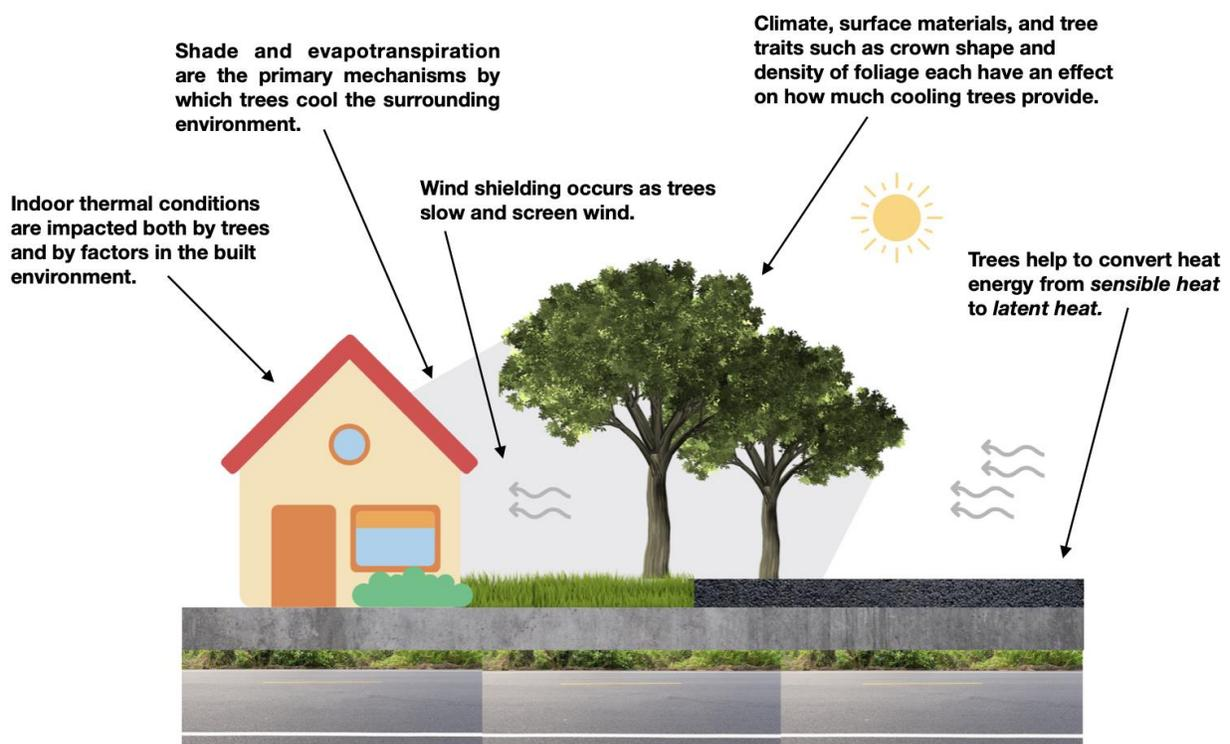 Shade and evapotranspiration
are the primary mechanisms by
which trees cool the surrounding
environment.
Climate, surface materials, and tree
traits such as crown shape and
density of foliage each have an effect
on how much cooling trees provide.
Indoor thermal conditions
are impacted both by trees
and by factors in the built
environment.
Wind shielding occurs as trees
slow and screen wind.
Trees help to convert heat
energy from sensible heat
to latent heat.